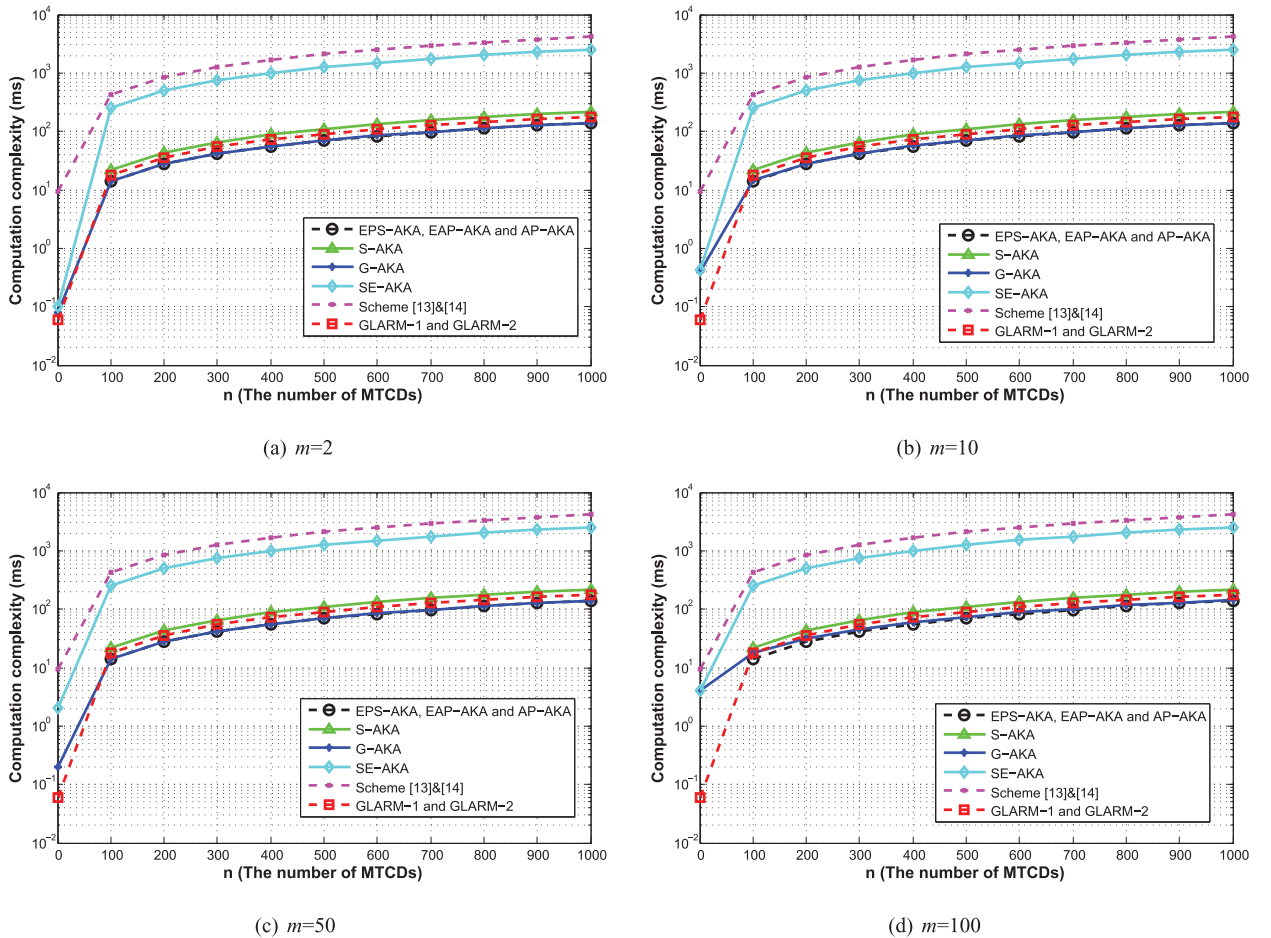 10^4
10^3
10^2
10^1
10^0
10^−1
10^−2
Computation complexity (ms)
0 100 200 300 400 500 600 700 800 900 1000
n (The number of MTCDs)
EPS−AKA, EAP−AKA and AP−AKA
S−AKA
G−AKA
SE−AKA
Scheme [13]&[14]
GLARM−1 and GLARM−2
(a) m=2
10^4
10^3
10^2
10^1
10^0
10^−1
10^−2
Computation complexity (ms)
0 100 200 300 400 500 600 700 800 900 1000
n (The number of MTCDs)
EPS−AKA, EAP−AKA and AP−AKA
S−AKA
G−AKA
SE−AKA
Scheme [13]&[14]
GLARM−1 and GLARM−2
(b) m=10
10^4
10^3
10^2
10^1
10^0
10^−1
10^−2
Computation complexity (ms)
0 100 200 300 400 500 600 700 800 900 1000
n (The number of MTCDs)
EPS−AKA, EAP−AKA and AP−AKA
S−AKA
G−AKA
SE−AKA
Scheme [13]&[14]
GLARM−1 and GLARM−2
(c) m=50
10^4
10^3
10^2
10^1
10^0
10^−1
10^−2
Computation complexity (ms)
0 100 200 300 400 500 600 700 800 900 1000
n (The number of MTCDs)
EPS−AKA, EAP−AKA and AP−AKA
S−AKA
G−AKA
SE−AKA
Scheme [13]&[14]
GLARM−1 and GLARM−2
(d) m=100